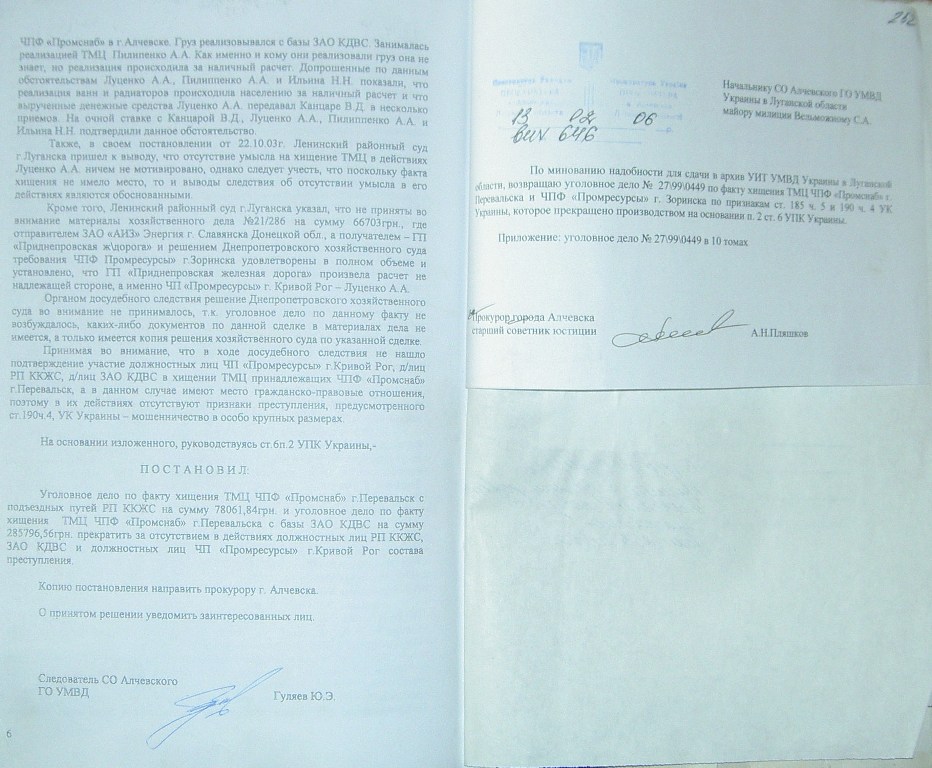 ЧПФ «Промснаб» в г.Алчевске. Груз реализовывался с базы ЗАО КДВС. Занималась
реализацией ТМЦ Пилипенко А.А. Как именно и кому они реализовали груз она не
знает, но реализация происходила за наличный расчет. Допрошенные по данным
обстоятельствам Луценко А.А., Пилиппенко А.А. и Ильина Н.Н. показали, что
реализация ванн и радиаторов происходила населению за наличный расчет и что
вырученные денежные средства Луценко А.А. передавал Канцаре В.Д. в несколько
приемов. На очной ставке с Канцарой В.Д., Луценко А.А., Пилиппенко А.А. и
Ильина Н.Н. подтвердили данное обстоятельство.
Также, в своем постановлении от 22.10.03г. Ленинский районный суд
г.Луганска пришел к выводу, что отсутствие умысла на хищение ТМЦ в действиях
Луценко А.А. ничем не мотивировано, однако следует учесть, что поскольку факта
хищения не имело место, то и выводы следствия об отсутствии умысла в его
действиях являются обоснованными.
Кроме того, Ленинский районный суд г.Луганска указал, что не приняты во
внимание материалы хозяйственного дела №21/286 на сумму 66703грн., где
отправителем ЗАО «АИЗ» Энергия г. Славянска Донецкой обл., а получателем – ГП
«Приднепровская ж\дорога» и решением Днепропетровского хозяйственного суда
требования ЧПФ Промресурсы» г.Зоринска удовлетворены в полном объеме и
установлено, что ГП «Приднепровская железная дорога» произвела расчет не
надлежащей стороне, а именно ЧП «Промресурсы» г. Кривой Рог – Луценко А.А.
Органом досудебного следствия решение Днепропетровского хозяйственного
суда во внимание не принималось, т.к. уголовное дело по данному факту не
возбуждалось, каких-либо документов по данной сделке в материалах дела не
имеется, а только имеется копия решения хозяйственного суда по указанной сделке.
Принимая во внимание, что в ходе досудебного следствия не нашло
подтверждение участие должностных лиц ЧП «Промресурсы» г.Кривой Рог, д/лиц
РП ККЖС, д/лиц ЗАО КДВС в хищении ТМЦ принадлежащих ЧПФ «Промснаб»
г.Перевальск, а в данном случае имеют место гражданско-правовые отношения,
поэтому в их действиях отсутствуют признаки преступления, предусмотренного
ст.190ч.4, УК Украины – мошенничество в особо крупных размерах.
На основании изложенного, руководствуясь ст.6п.2 УПК Украины,-
П О С Т А Н О В И Л
Уголовное дело по факту хищения ТМЦ ЧПФ «Промснаб» г.Перевальск с
подъездных путей РП ККЖС на сумму 78061,84грн. и уголовное дело по факту
хищения ТМЦ ЧПФ «Промснаб» г.Перевальска с базы ЗАО КДВС на сумму
285796,56грн. прекратить за отсутствием в действиях должностных лиц РП ККЖС,
ЗАО КДВС и должностных лиц ЧП «Промресурсы» г.Кривой Рог состава
преступления.
Копию постановления направить прокурору г. Алчевска.
О принятом решении уведомить заинтересованных лиц.
Следователь СО Алчевского
ГО УМВД
Гуляев Ю.Э.
6
252
13 02 06
вих 646
Начальнику СО Алчевского ГО УМВД
Украины в Луганской области
майору милиции Вельможному С.А.
По минованию надобности для сдачи в архив УИТ УМВД Украины в Луганской
области, возвращаю уголовное дело № 27\99\0449 по факту хищения ТМЦ ЧПФ «Промснаб» г.
Перевальска и ЧПФ «Промресурсы» г. Зоринска по признакам ст. 185 ч. 5 и 190 ч. 4 УК
Украины, которое прекращено производством на основании п. 2 ст. 6 УПК Украины.
Приложение: уголовное дело № 27\99\0449 в 10 томах
Прокурор города Алчевска
старший советник юстиции
А.Н.Пляшков